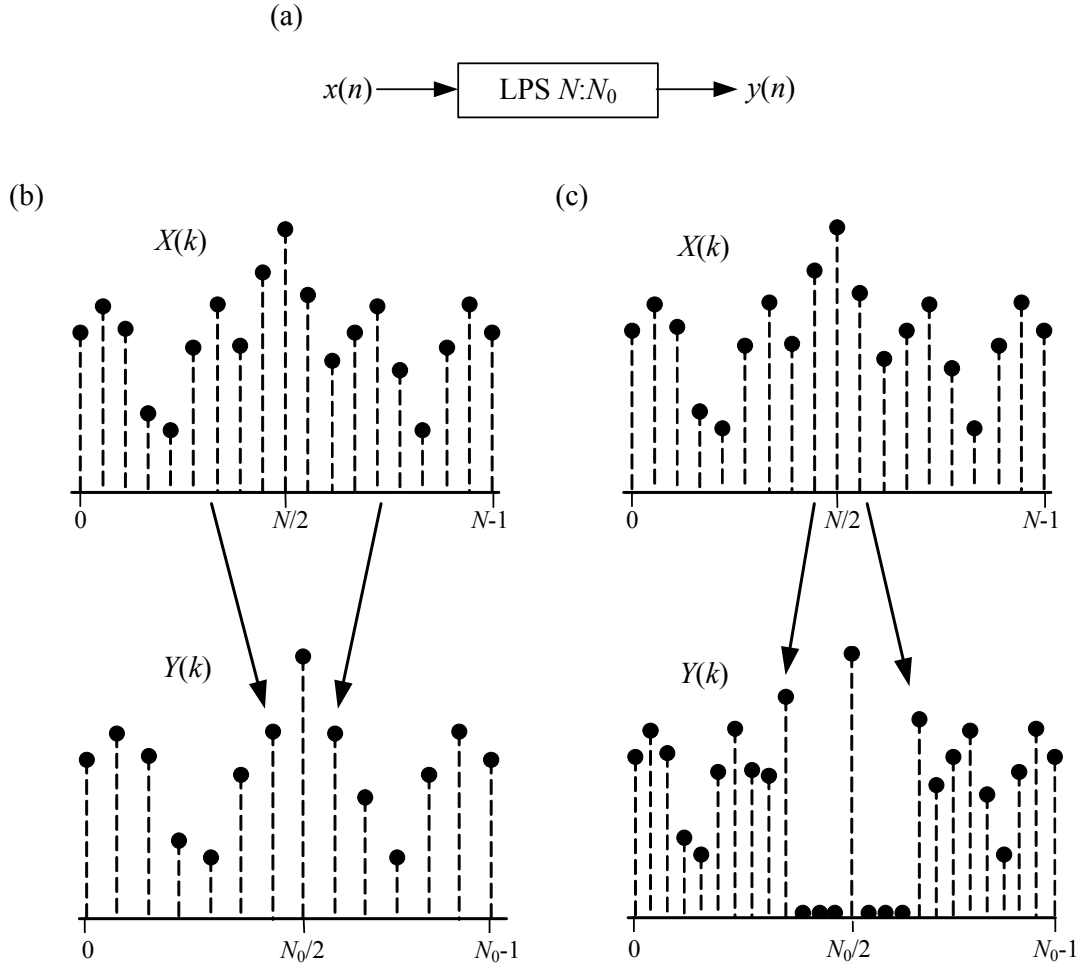 (a)
x(n) LPS N:N₀ y(n)
(b)
(c)
X(k)
X(k)
0 N/2 N-1
0 N/2 N-1
Y(k)
Y(k)
0 N₀/2 N₀-1
0 N₀/2 N₀-1